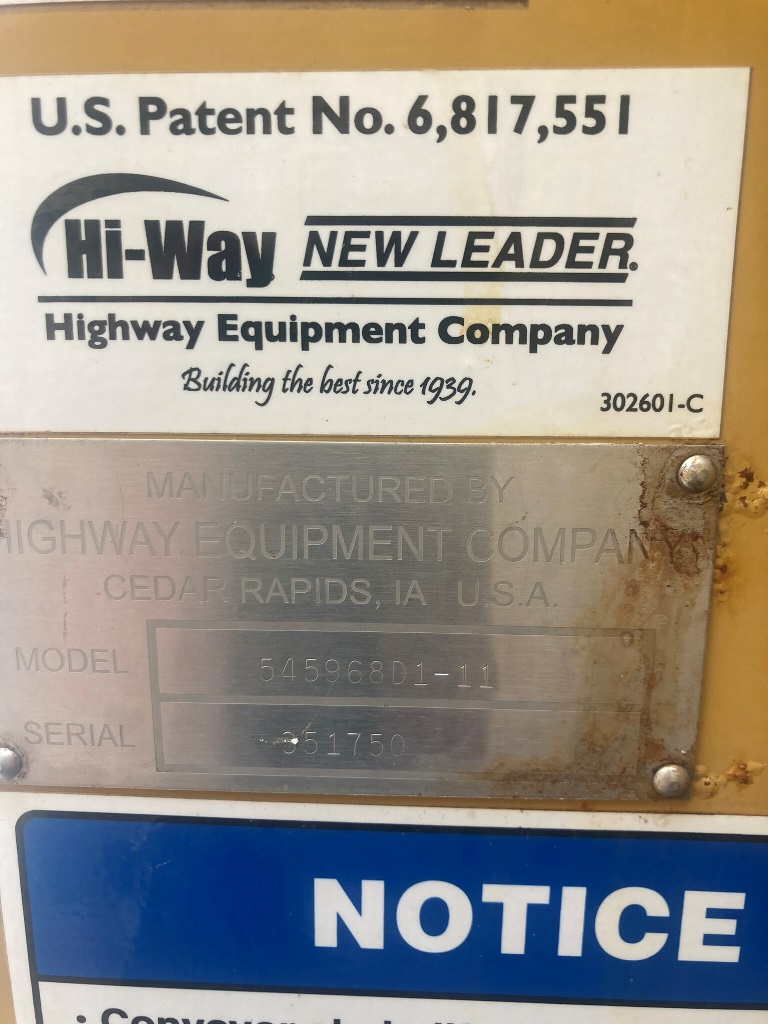 U.S. Patent No. 6,817,551
Hi-Way NEW LEADER®
Highway Equipment Company
Building the best since 1939.
302601-C
MANUFACTURED BY
HIGHWAY EQUIPMENT COMPANY
CEDAR RAPIDS, IA U.S.A.
MODEL 545968D1-11
SERIAL 351750
NOTICE